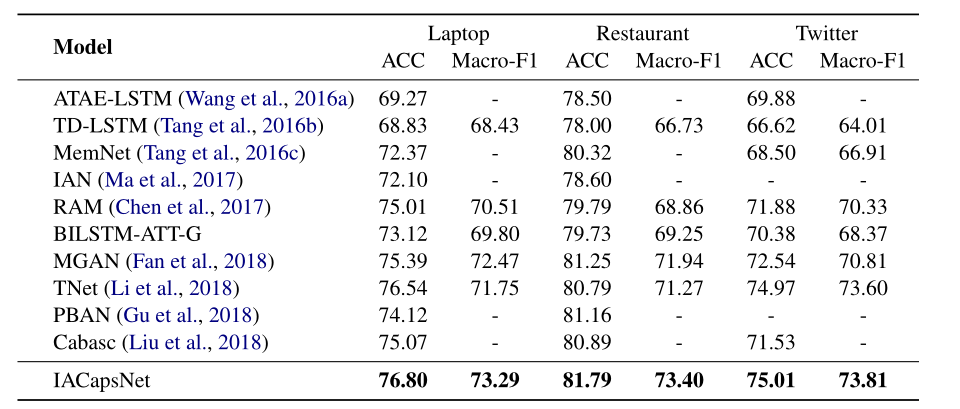 Model Laptop Restaurant Twitter
ACC Macro-F1 ACC Macro-F1 ACC Macro-F1
ATAE-LSTM (Wang et al., 2016a) 69.27 - 78.50 - 69.88 -
TD-LSTM (Tang et al., 2016b) 68.83 68.43 78.00 66.73 66.62 64.01
MemNet (Tang et al., 2016c) 72.37 - 80.32 - 68.50 66.91
IAN (Ma et al., 2017) 72.10 - 78.60 - - -
RAM (Chen et al., 2017) 75.01 70.51 79.79 68.86 71.88 70.33
BILSTM-ATT-G 73.12 69.80 79.73 69.25 70.38 68.37
MGAN (Fan et al., 2018) 75.39 72.47 81.25 71.94 72.54 70.81
TNet (Li et al., 2018) 76.54 71.75 80.79 71.27 74.97 73.60
PBAN (Gu et al., 2018) 74.12 - 81.16 - - -
Cabasc (Liu et al., 2018) 75.07 - 80.89 - 71.53 -
IACapsNet 76.80 73.29 81.79 73.40 75.01 73.81